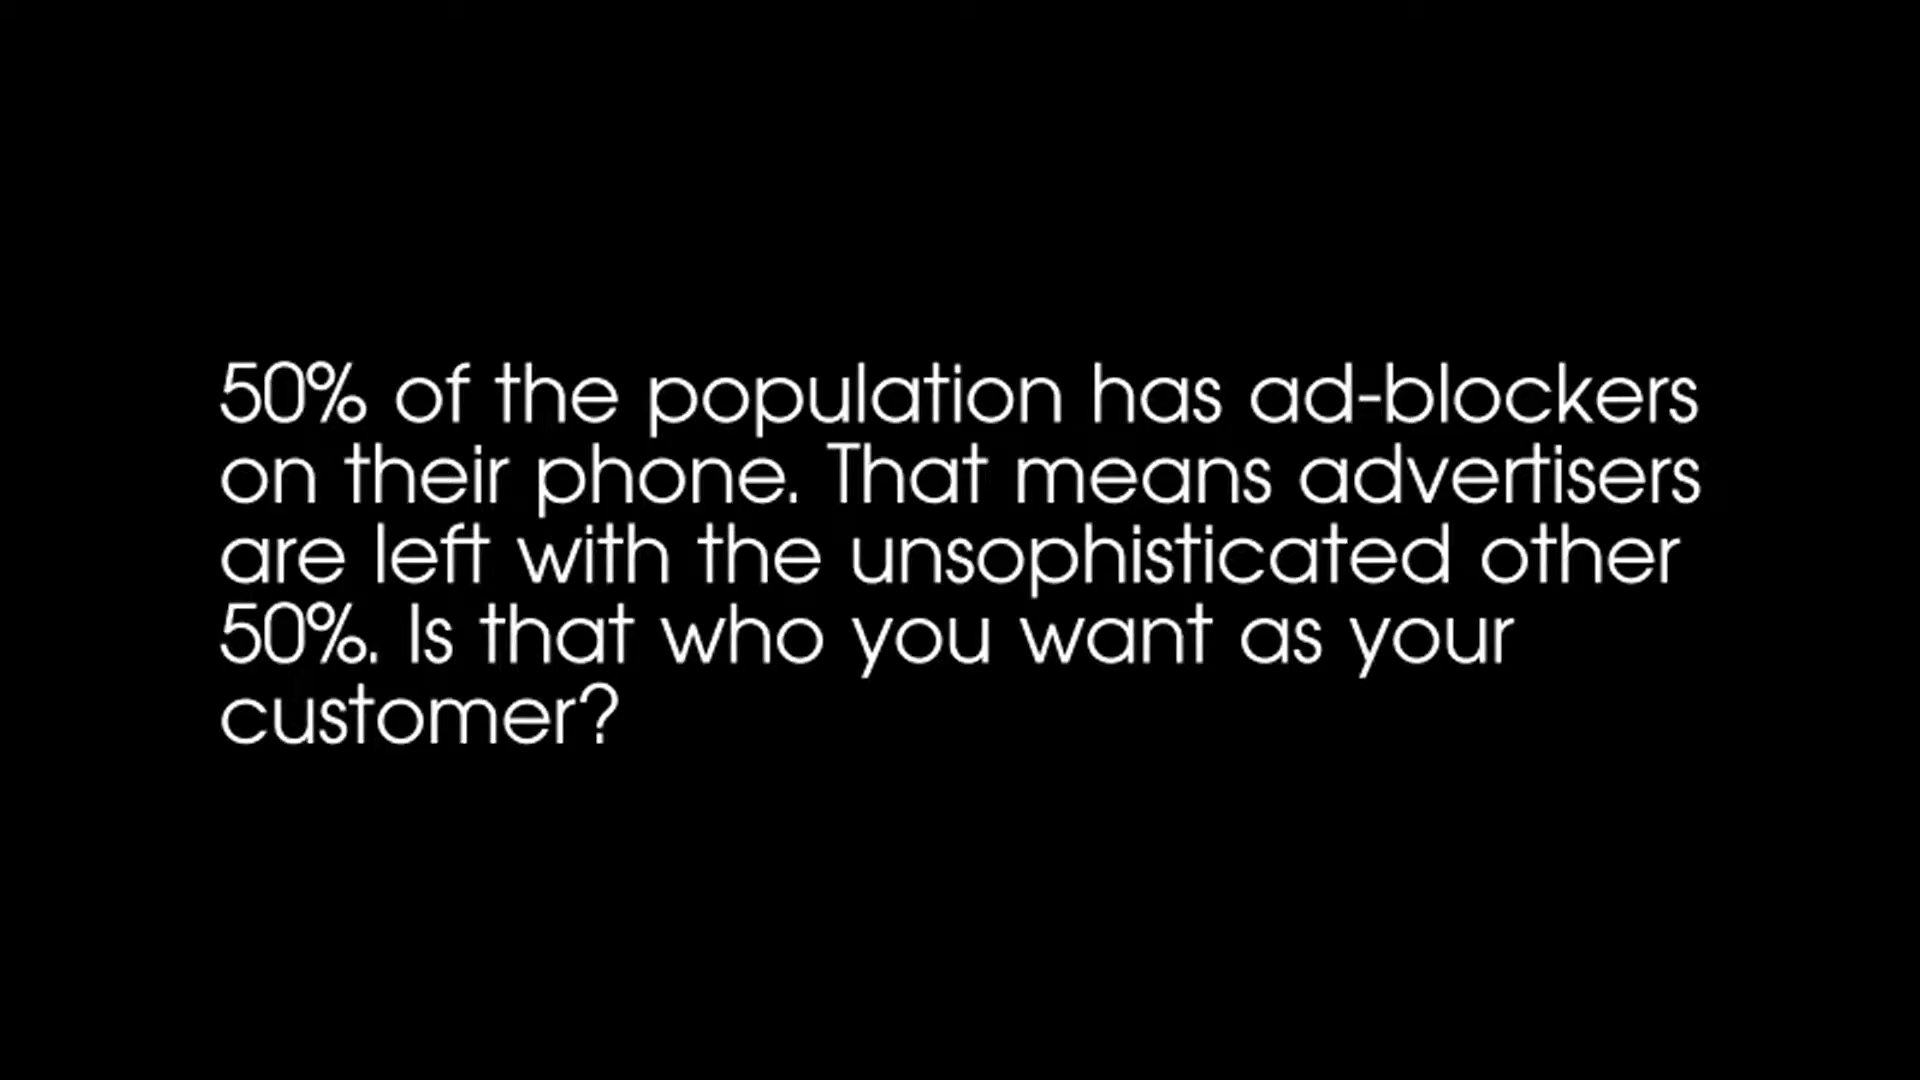 50% of the population has ad-blockers
on their phone. That means advertisers
are left with the unsophisticated other
50%. Is that who you want as your
customer?